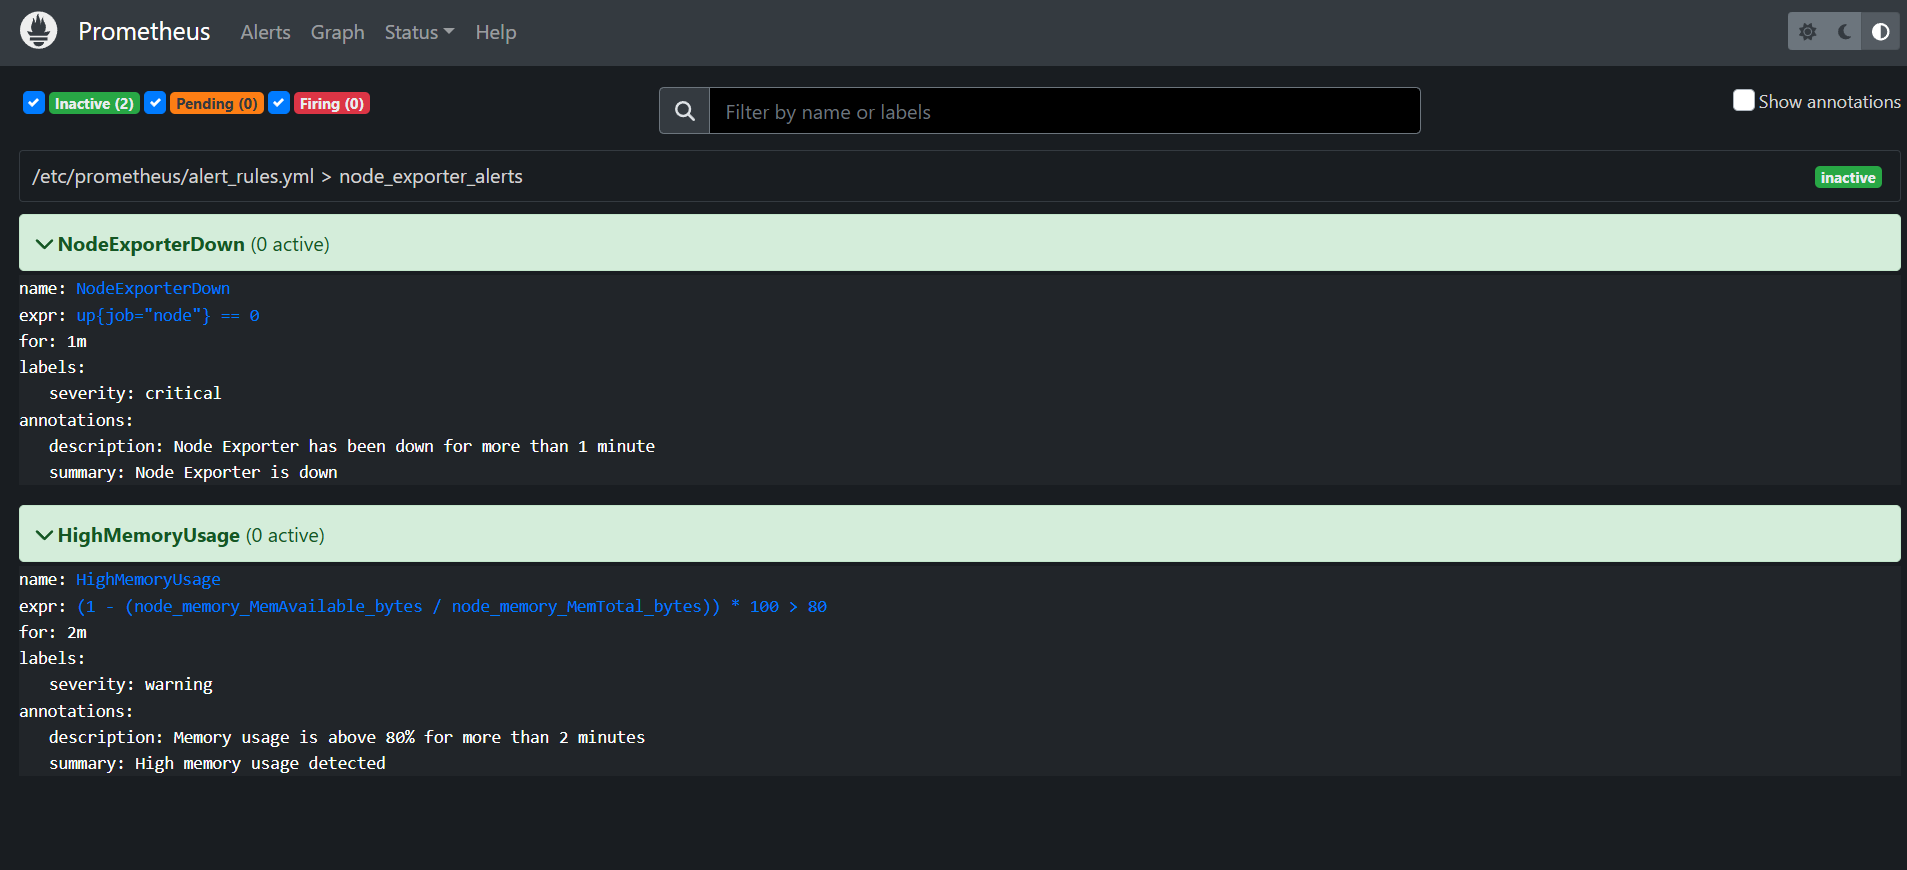 Prometheus Alerts Graph Status Help
Inactive (2) Pending (0) Firing (0) Filter by name or labels Show annotations
/etc/prometheus/alert_rules.yml > node_exporter_alerts inactive
NodeExporterDown (0 active)
name: NodeExporterDown
expr: up{job="node"} == 0
for: 1m
labels:
severity: critical
annotations:
description: Node Exporter has been down for more than 1 minute
summary: Node Exporter is down
HighMemoryUsage (0 active)
name: HighMemoryUsage
expr: (1 - (node_memory_MemAvailable_bytes / node_memory_MemTotal_bytes)) * 100 > 80
for: 2m
labels:
severity: warning
annotations:
description: Memory usage is above 80% for more than 2 minutes
summary: High memory usage detected